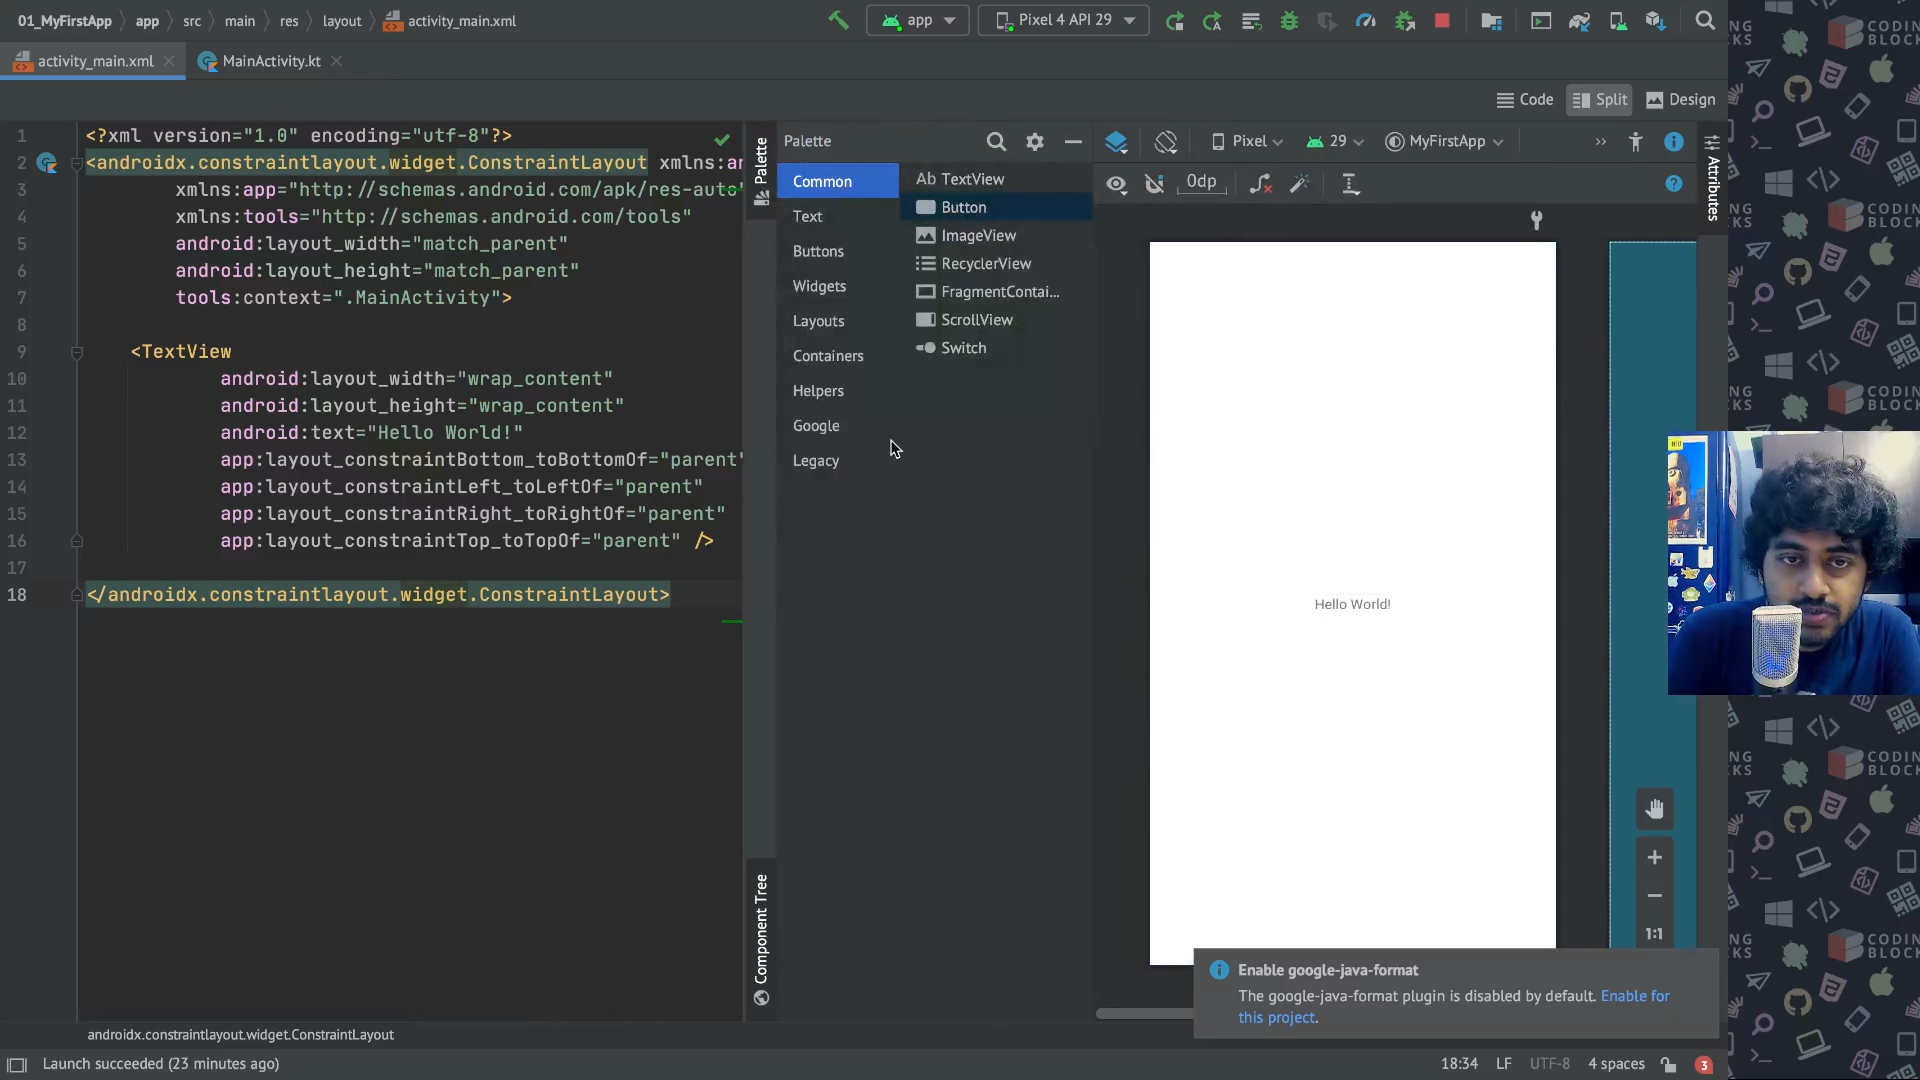 01_MyFirstApp
app
src
main
res
layout
activity_main.xml
app
Pixel 4 API 29
activity_main.xml
MainActivity.kt
Code
Split
Design
1 <?xml version="1.0" encoding="utf-8"?>
2 <androidx.constraintlayout.widget.ConstraintLayout xmlns:an
3 xmlns:app="http://schemas.android.com/apk/res-auto"
4 xmlns:tools="http://schemas.android.com/tools"
5 android:layout_width="match_parent"
6 android:layout_height="match_parent"
7 tools:context=".MainActivity">
8
9 <TextView
10 android:layout_width="wrap_content"
11 android:layout_height="wrap_content"
12 android:text="Hello World!"
13 app:layout_constraintBottom_toBottomOf="parent"
14 app:layout_constraintLeft_toLeftOf="parent"
15 app:layout_constraintRight_toRightOf="parent"
16 app:layout_constraintTop_toTopOf="parent" />
17
18 </androidx.constraintlayout.widget.ConstraintLayout>
Palette
Component Tree
Palette
Common
Text
Buttons
Widgets
Layouts
Containers
Helpers
Google
Legacy
Ab TextView
Button
ImageView
RecyclerView
FragmentContai...
ScrollView
Switch
Pixel
29
MyFirstApp
0dp
Attributes
Hello World!
1:1
Enable google-java-format
The google-java-format plugin is disabled by default. Enable for
this project.
androidx.constraintlayout.widget.ConstraintLayout
Launch succeeded (23 minutes ago)
18:34
LF
UTF-8
4 spaces
3
CODING
BLOCKS